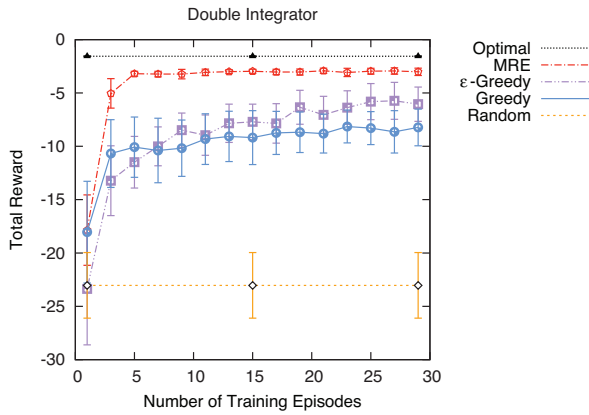 Double Integrator
Total Reward
0
-5
-10
-15
-20
-25
-30
0
5
10
15
20
25
30
Number of Training Episodes
Optimal
MRE
ε-Greedy
Greedy
Random